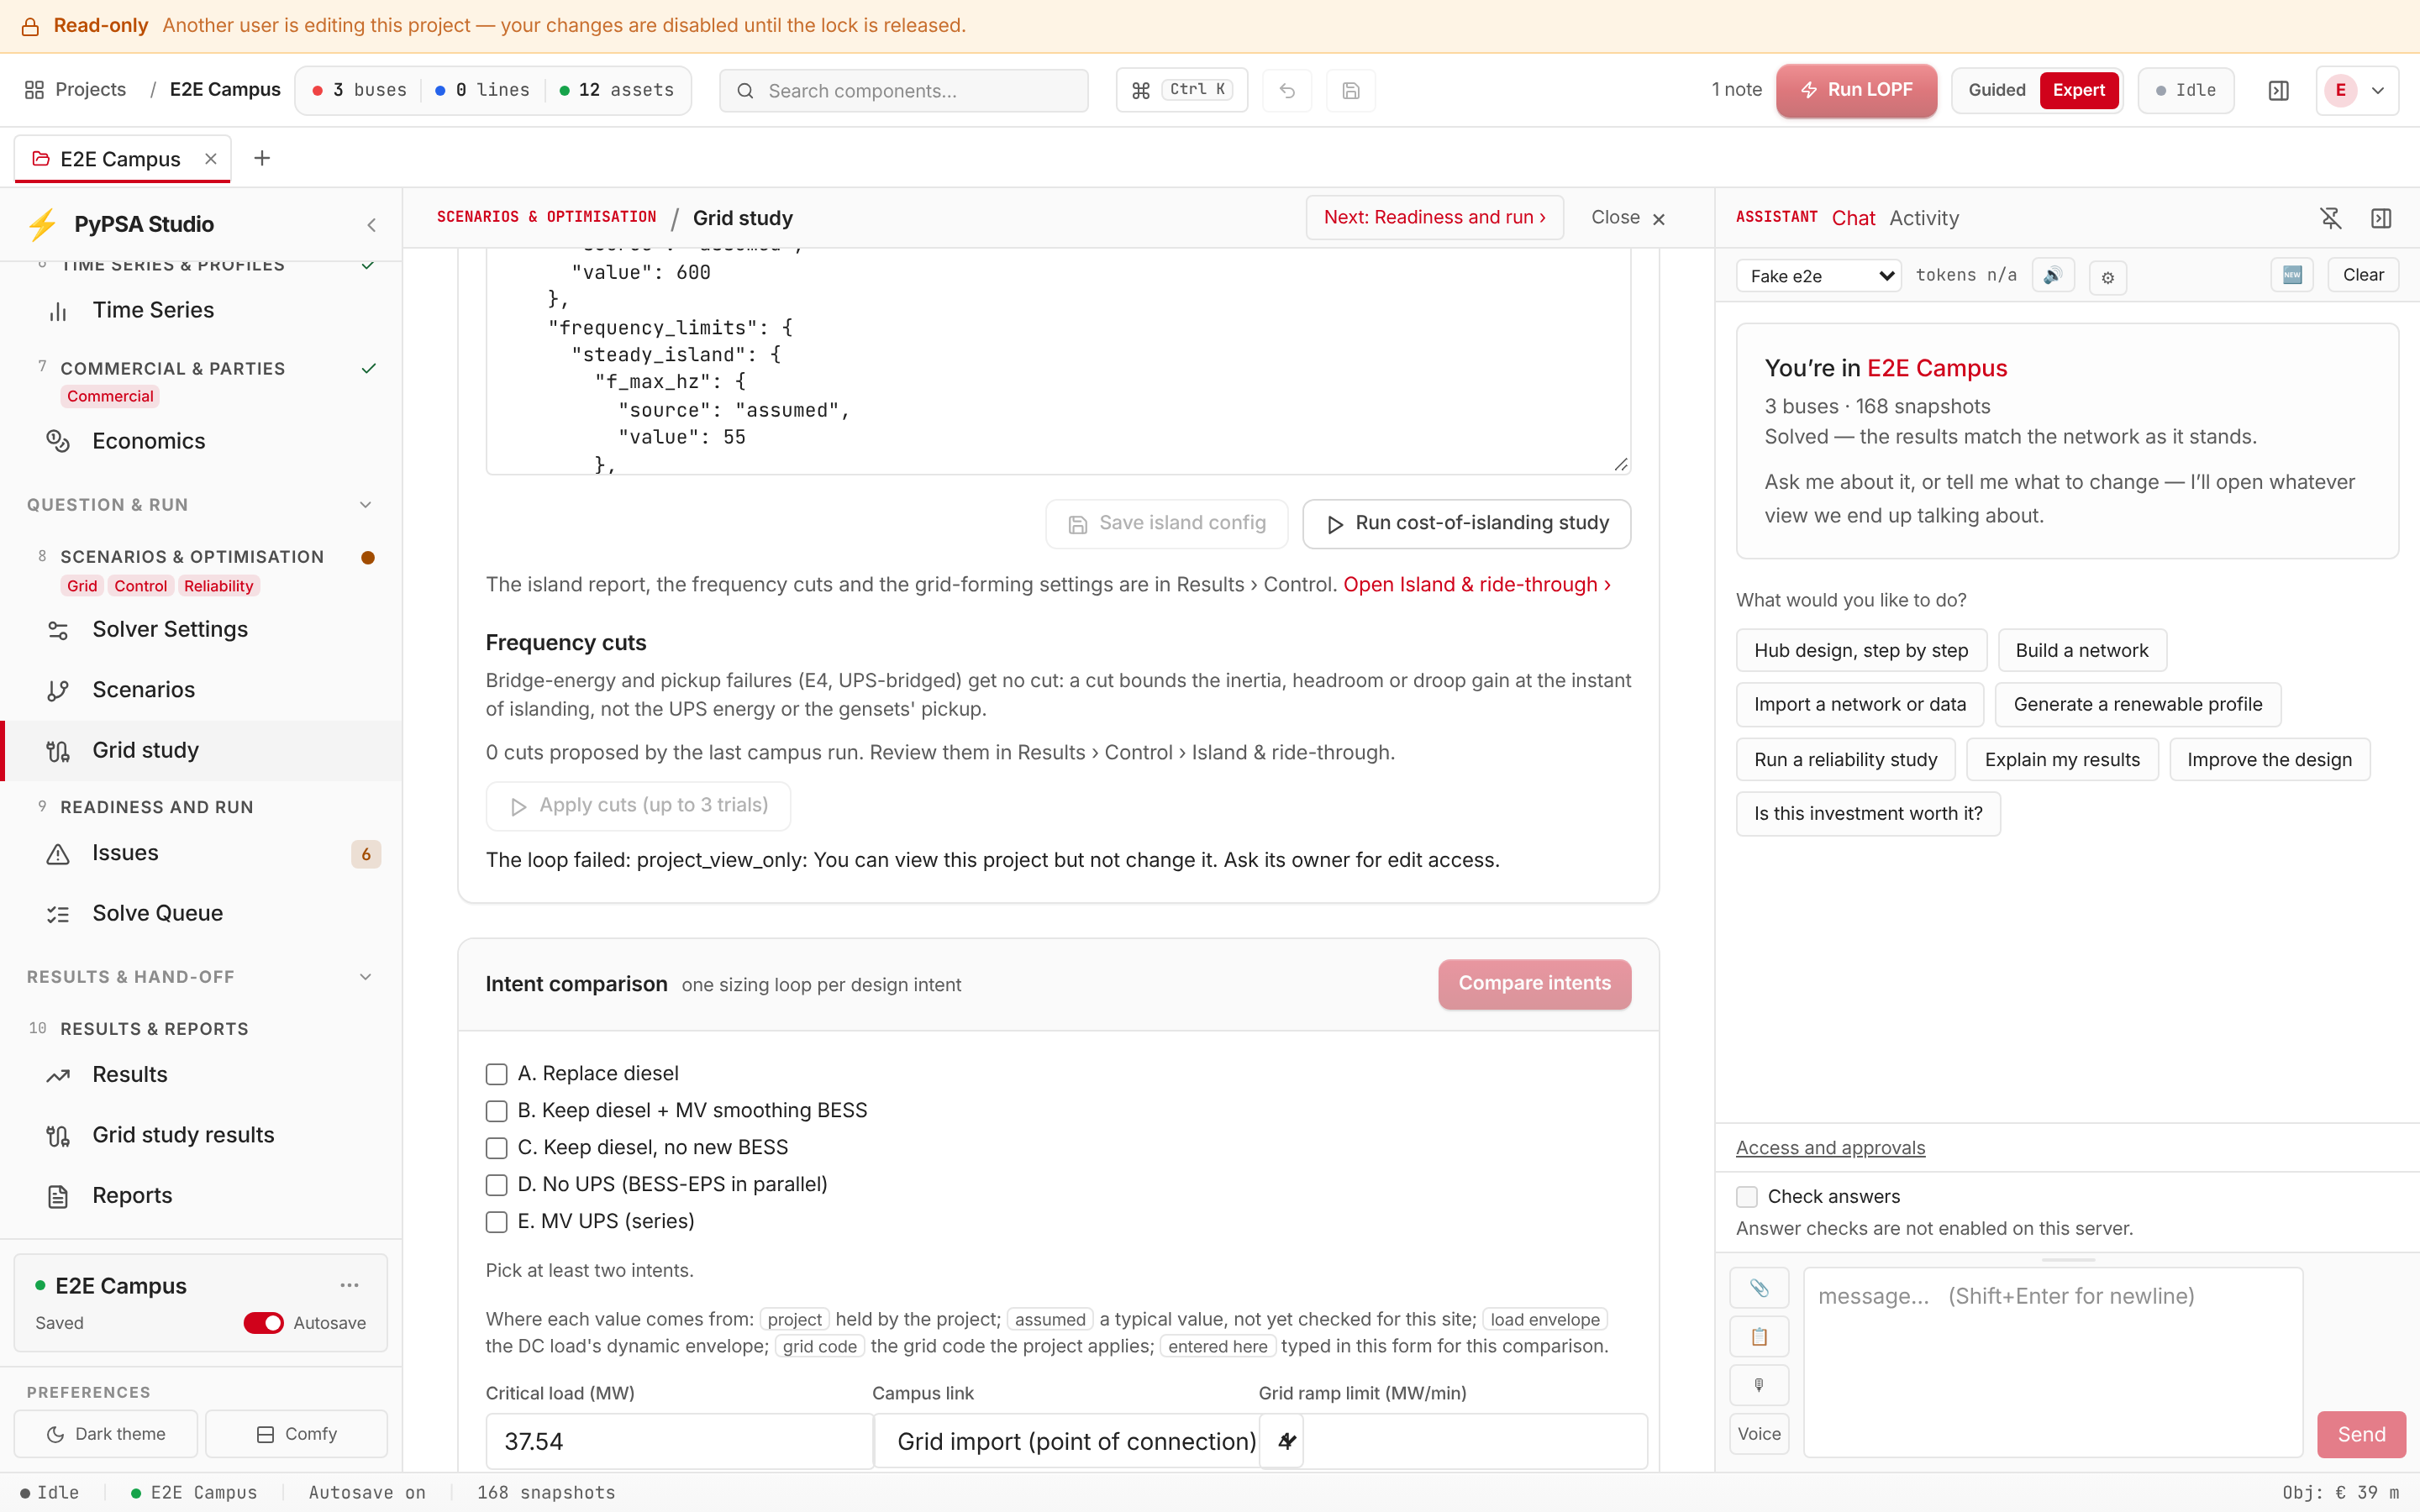 Read-only Another user is editing this project — your changes are disabled until the lock is released.
Projects / E2E Campus 3 buses 0 lines 12 assets Search components... ⌘ Ctrl K 1 note Run LOPF Guided Expert Idle E
E2E Campus × +
PyPSA Studio
6 TIME SERIES & PROFILES
Time Series
7 COMMERCIAL & PARTIES
Commercial
Economics
QUESTION & RUN
8 SCENARIOS & OPTIMISATION
Grid Control Reliability
Solver Settings
Scenarios
Grid study
9 READINESS AND RUN
Issues 6
Solve Queue
RESULTS & HAND-OFF
10 RESULTS & REPORTS
Results
Grid study results
Reports
E2E Campus ...
Saved Autosave
PREFERENCES
Dark theme Comfy
SCENARIOS & OPTIMISATION / Grid study Next: Readiness and run › Close ×
"source": "assumed",
"value": 600
},
"frequency_limits": {
"steady_island": {
"f_max_hz": {
"source": "assumed",
"value": 55
},
Save island config Run cost-of-islanding study
The island report, the frequency cuts and the grid-forming settings are in Results › Control. Open Island & ride-through ›
Frequency cuts
Bridge-energy and pickup failures (E4, UPS-bridged) get no cut: a cut bounds the inertia, headroom or droop gain at the instant
of islanding, not the UPS energy or the gensets' pickup.
0 cuts proposed by the last campus run. Review them in Results › Control › Island & ride-through.
Apply cuts (up to 3 trials)
The loop failed: project_view_only: You can view this project but not change it. Ask its owner for edit access.
Intent comparison one sizing loop per design intent Compare intents
A. Replace diesel
B. Keep diesel + MV smoothing BESS
C. Keep diesel, no new BESS
D. No UPS (BESS-EPS in parallel)
E. MV UPS (series)
Pick at least two intents.
Where each value comes from: project held by the project; assumed a typical value, not yet checked for this site; load envelope
the DC load's dynamic envelope; grid code the grid code the project applies; entered here typed in this form for this comparison.
Critical load (MW) Campus link Grid ramp limit (MW/min)
37.54 Grid import (point of connection)
ASSISTANT Chat Activity
Fake e2e tokens n/a NEW Clear
You’re in E2E Campus
3 buses · 168 snapshots
Solved — the results match the network as it stands.
Ask me about it, or tell me what to change — I’ll open whatever
view we end up talking about.
What would you like to do?
Hub design, step by step Build a network
Import a network or data Generate a renewable profile
Run a reliability study Explain my results Improve the design
Is this investment worth it?
Access and approvals
Check answers
Answer checks are not enabled on this server.
message... (Shift+Enter for newline)
Voice
Send
Idle E2E Campus Autosave on 168 snapshots Obj: € 39 m